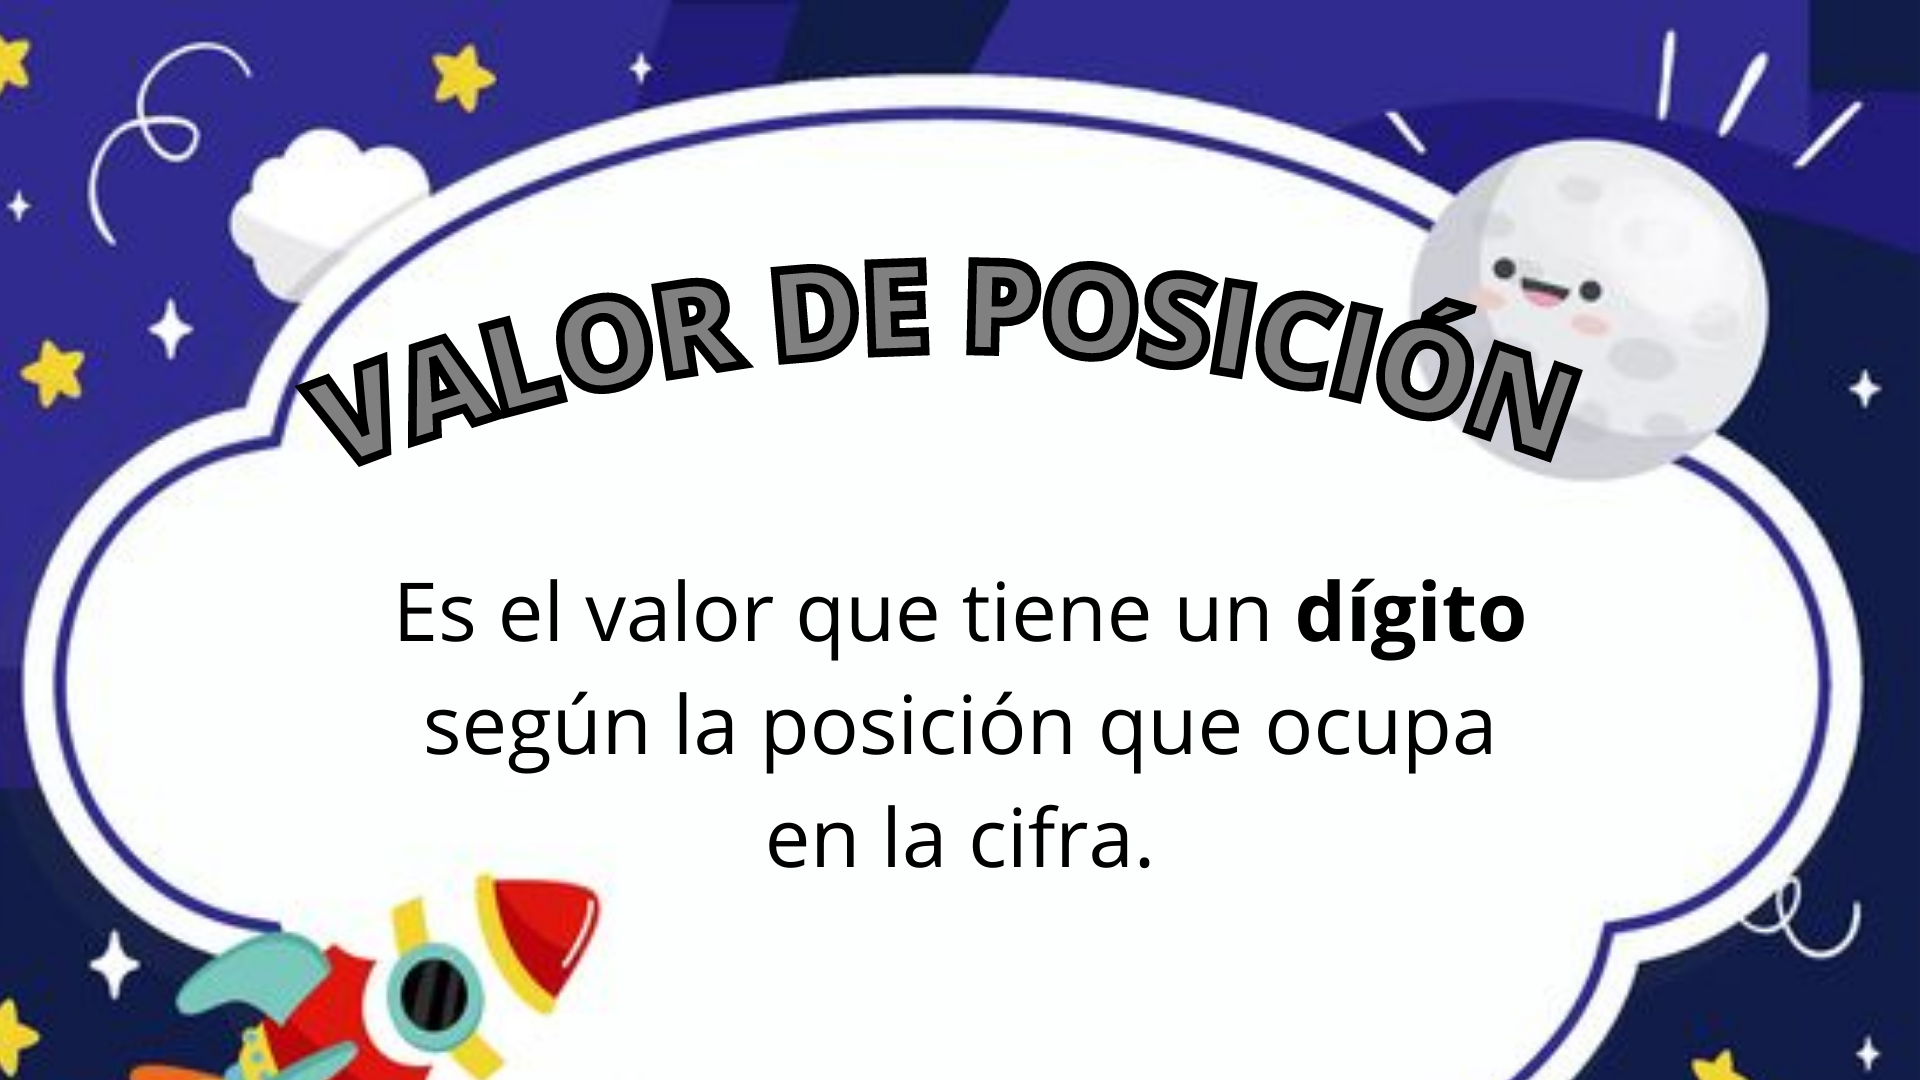 VALOR DE POSICIÓN
Es el valor que tiene un dígito
según la posición que ocupa
en la cifra.